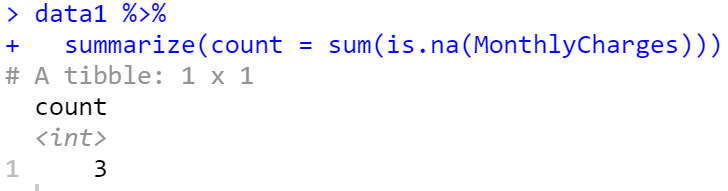 > data1 %>%
+   summarize(count = sum(is.na(MonthlyCharges)))
# A tibble: 1 x 1
  count
  <int>
1     3